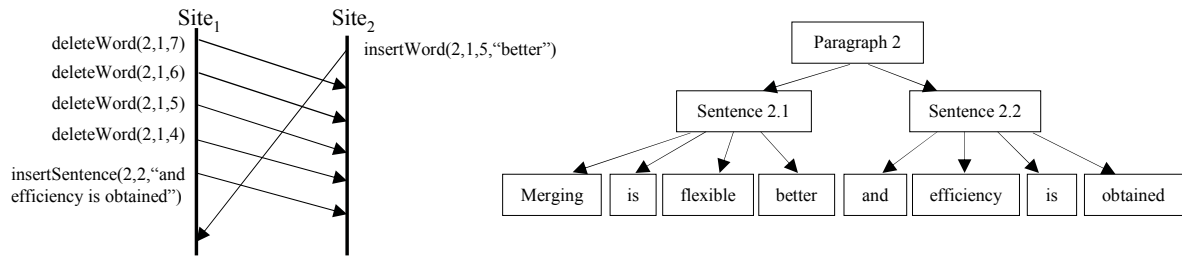 Site1
Site2
deleteWord(2,1,7)
insertWord(2,1,5,“better”)
deleteWord(2,1,6)
deleteWord(2,1,5)
deleteWord(2,1,4)
insertSentence(2,2,“and
efficiency is obtained”)
Paragraph 2
Sentence 2.1
Sentence 2.2
Merging
is
flexible
better
and
efficiency
is
obtained